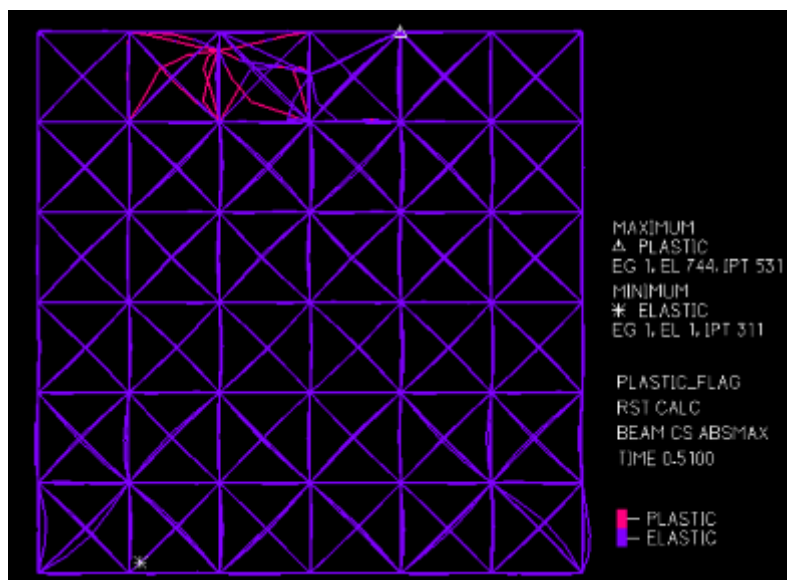 MAXIMUM
△ PLASTIC
EG 1, EL 744, IPT 531
MINIMUM
* ELASTIC
EG 1, EL 1, IPT 311
PLASTIC_FLAG
RST CALC
BEAM CS ABSMAX
TIME 0.5100
PLASTIC
ELASTIC